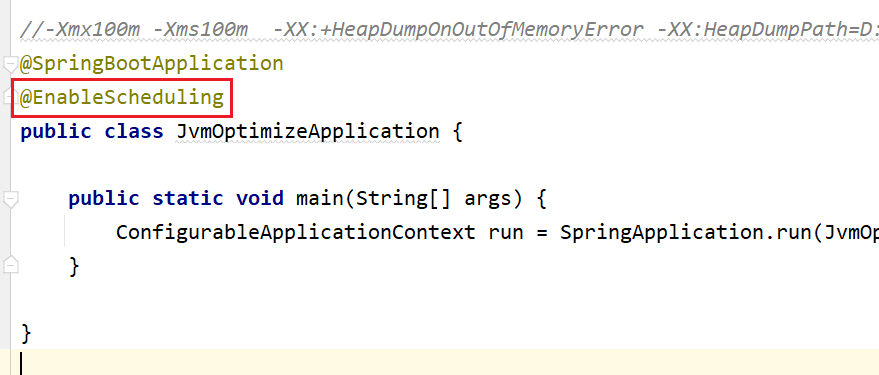 //-Xmx100m -Xms100m  -XX:+HeapDumpOnOutOfMemoryError -XX:HeapDumpPath=D:
@SpringBootApplication
@EnableScheduling
public class JvmOptimizeApplication {
    public static void main(String[] args) {
        ConfigurableApplicationContext run = SpringApplication.run(JvmOp
    }
}